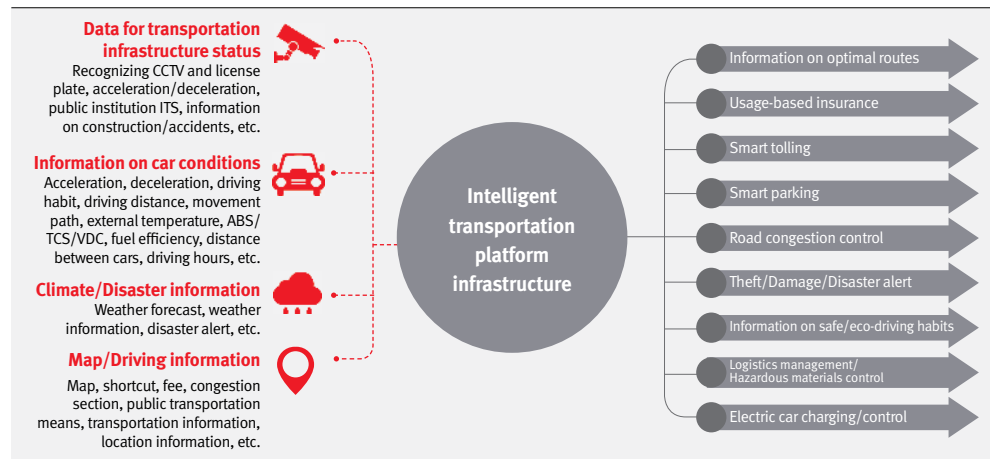 Data for transportation
infrastructure status
Recognizing CCTV and license
plate, acceleration/deceleration,
public institution ITS, information
on construction/accidents, etc.
Information on car conditions
Acceleration, deceleration, driving
habit, driving distance, movement
path, external temperature, ABS/
TCS/VDC, fuel efficiency, distance
between cars, driving hours, etc.
Climate/Disaster information
Weather forecast, weather
information, disaster alert, etc.
Map/Driving information
Map, shortcut, fee, congestion
section, public transportation
means, transportation information,
location information, etc.
Intelligent
transportation
platform
infrastructure
Information on optimal routes
Usage-based insurance
Smart tolling
Smart parking
Road congestion control
Theft/Damage/Disaster alert
Information on safe/eco-driving habits
Logistics management/
Hazardous materials control
Electric car charging/control